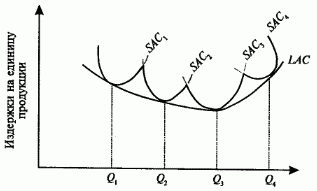 SAC₁
SAC₂
SAC₃
SAC₄
LAC
Издержки на единицу
продукции
Q₁
Q₂
Q₃
Q₄